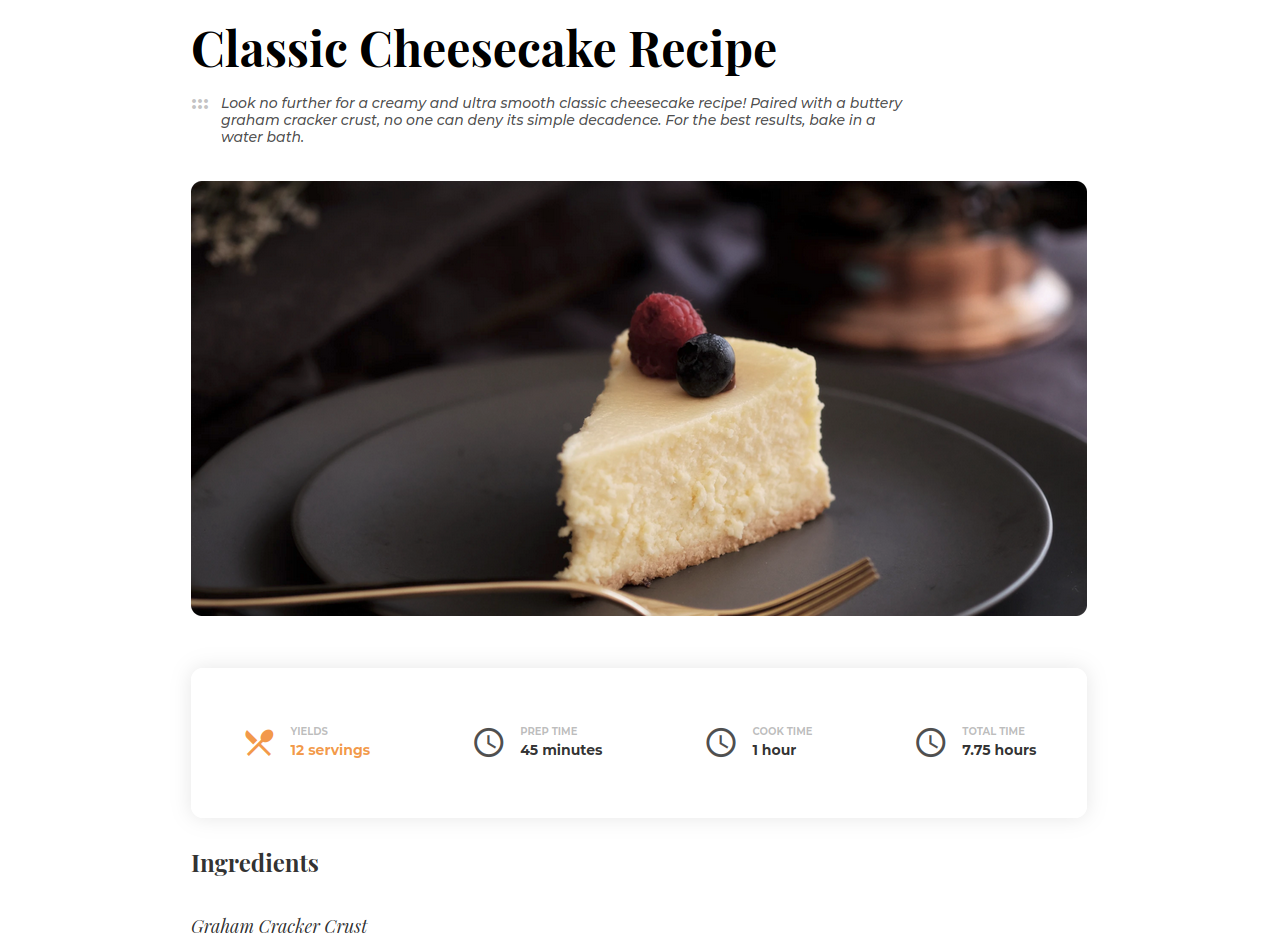 Classic Cheesecake Recipe
Look no further for a creamy and ultra smooth classic cheesecake recipe! Paired with a buttery
graham cracker crust, no one can deny its simple decadence. For the best results, bake in a
water bath.
YIELDS
12 servings
PREP TIME
45 minutes
COOK TIME
1 hour
TOTAL TIME
7.75 hours
Ingredients
Graham Cracker Crust